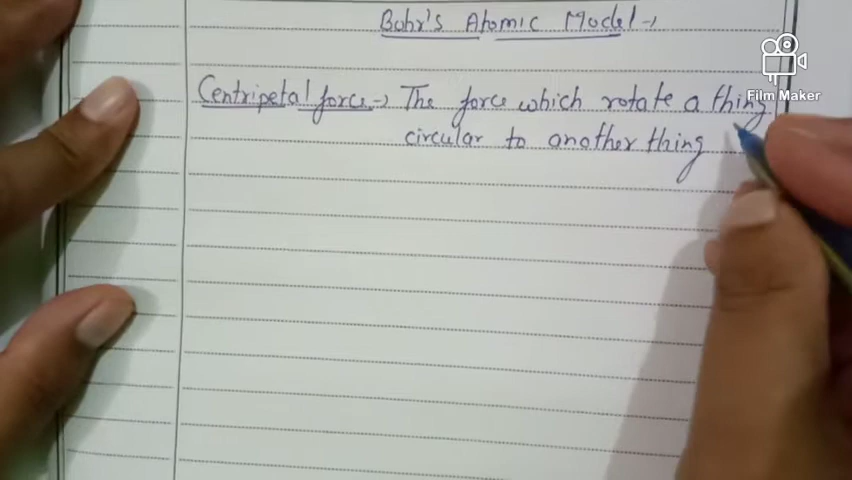 Bohr's Atomic Model →
Centripetal force → The force which rotate a thing
circular to another thing
Film Maker